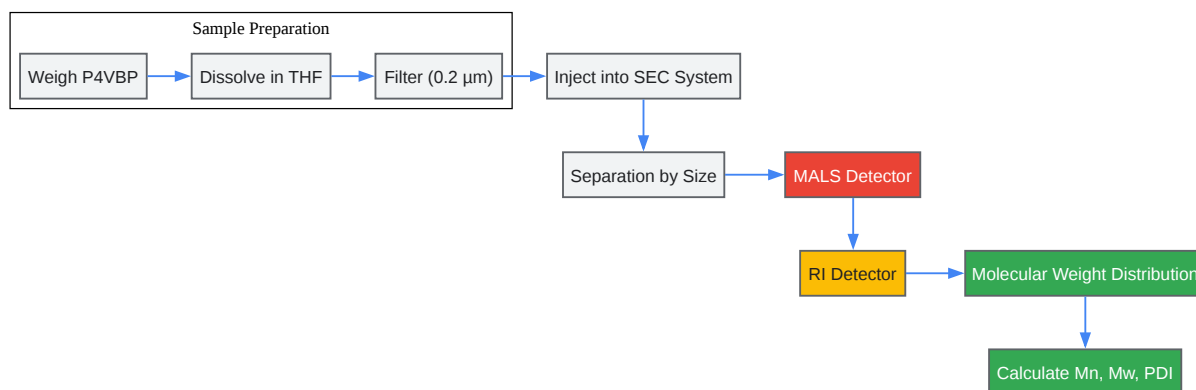 Sample Preparation
Weigh P4VBP
Dissolve in THF
Filter (0.2 µm)
Inject into SEC System
Separation by Size
MALS Detector
RI Detector
Molecular Weight Distribution
Calculate Mn, Mw, PDI